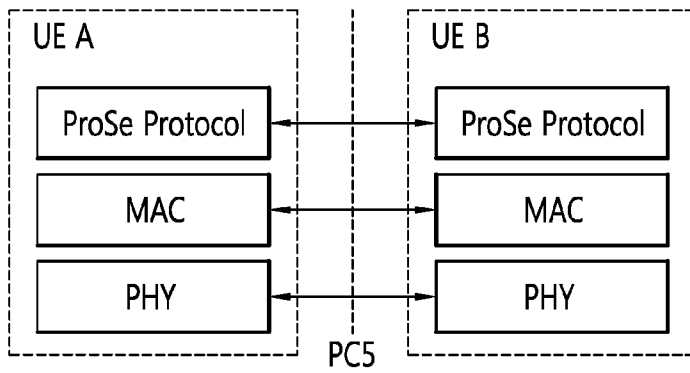 UE A
UE B
ProSe Protocol
ProSe Protocol
MAC
MAC
PHY
PHY
PC5